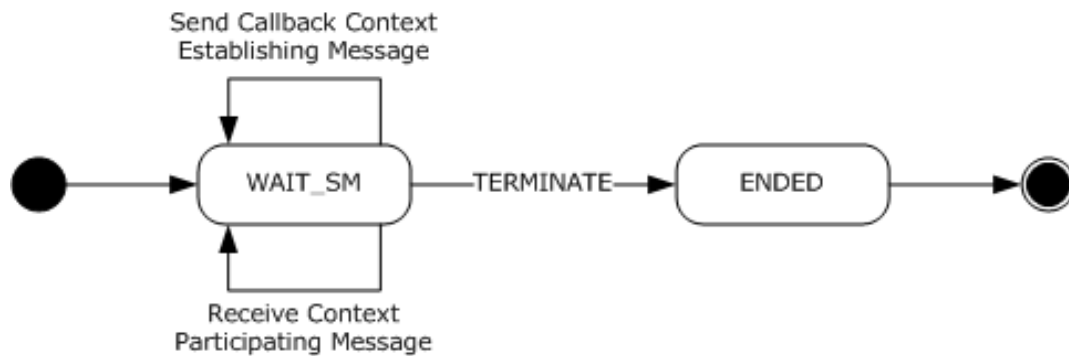 Send Callback Context
Establishing Message
WAIT_SM
TERMINATE
ENDED
Receive Context
Participating Message